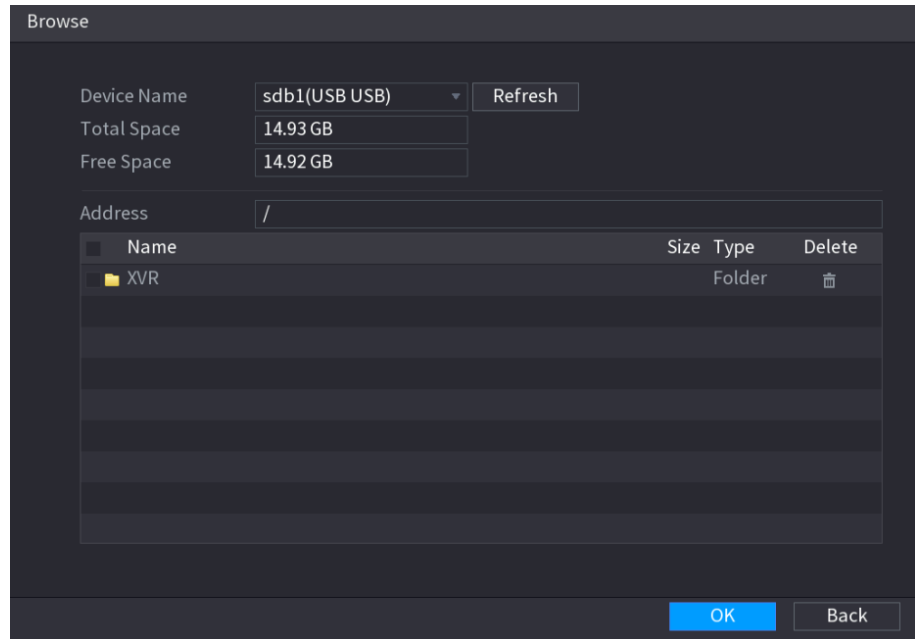 Browse
Device Name sdb1(USB USB) Refresh
Total Space 14.93 GB
Free Space 14.92 GB
Address /
Name Size Type Delete
XVR Folder
OK Back